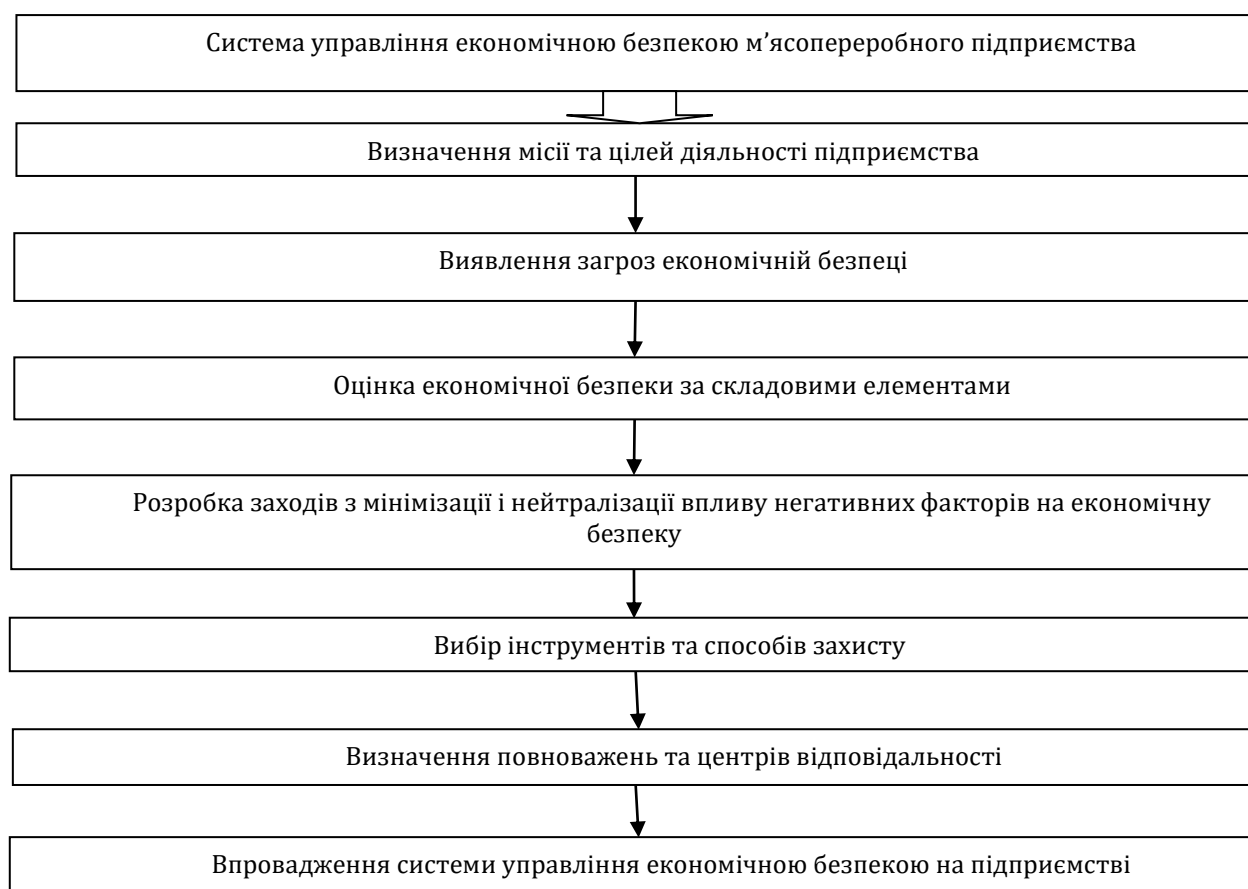 Система управління економічною безпекою м’ясопереробного підприємства
Визначення місії та цілей діяльності підприємства
Виявлення загроз економічній безпеці
Оцінка економічної безпеки за складовими елементами
Розробка заходів з мінімізації і нейтралізації впливу негативних факторів на економічну
безпеку
Вибір інструментів та способів захисту
Визначення повноважень та центрів відповідальності
Впровадження системи управління економічною безпекою на підприємстві